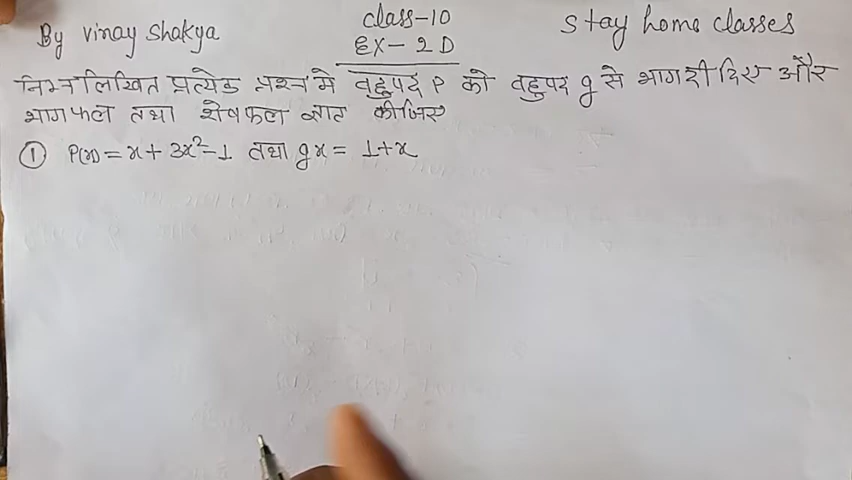 By Vinay Shakya
class-10
EX-2D
Stay home classes
निम्नलिखित प्रत्येक प्रश्न में बहुपद P को बहुपद g से भाग दीजिए और
भागफल तथा शेषफल ज्ञात कीजिए
① P(x) = x + 3x² - 1 तथा gx = 1 + x